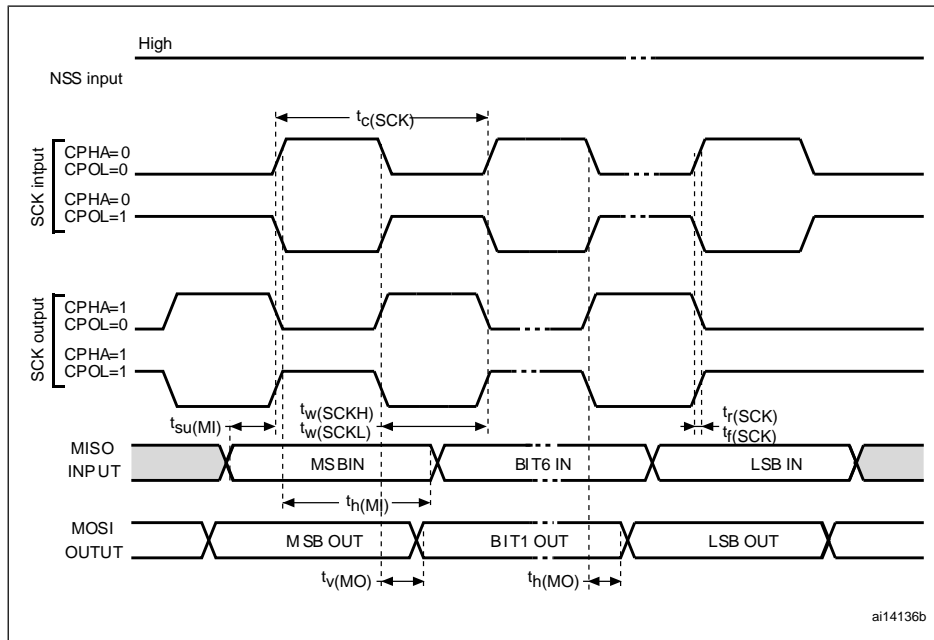 High
NSS input
tc(SCK)
SCK intput
CPHA=0
CPOL=0
CPHA=0
CPOL=1
SCK output
CPHA=1
CPOL=0
CPHA=1
CPOL=1
tsu(MI)
tw(SCKH)
tw(SCKL)
tr(SCK)
tf(SCK)
MISO
INPUT
MSBIN
BIT6 IN
LSB IN
th(MI)
MOSI
OUTUT
MSB OUT
BIT1 OUT
LSB OUT
tv(MO)
th(MO)
ai14136b